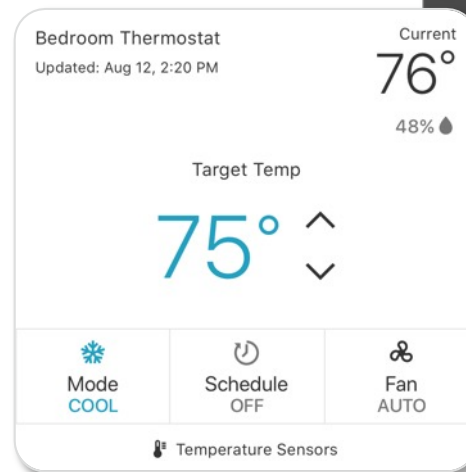 Bedroom Thermostat
Current
Updated: Aug 12, 2:20 PM
76°
48%
Target Temp
75°
Mode
COOL
Schedule
OFF
Fan
AUTO
Temperature Sensors